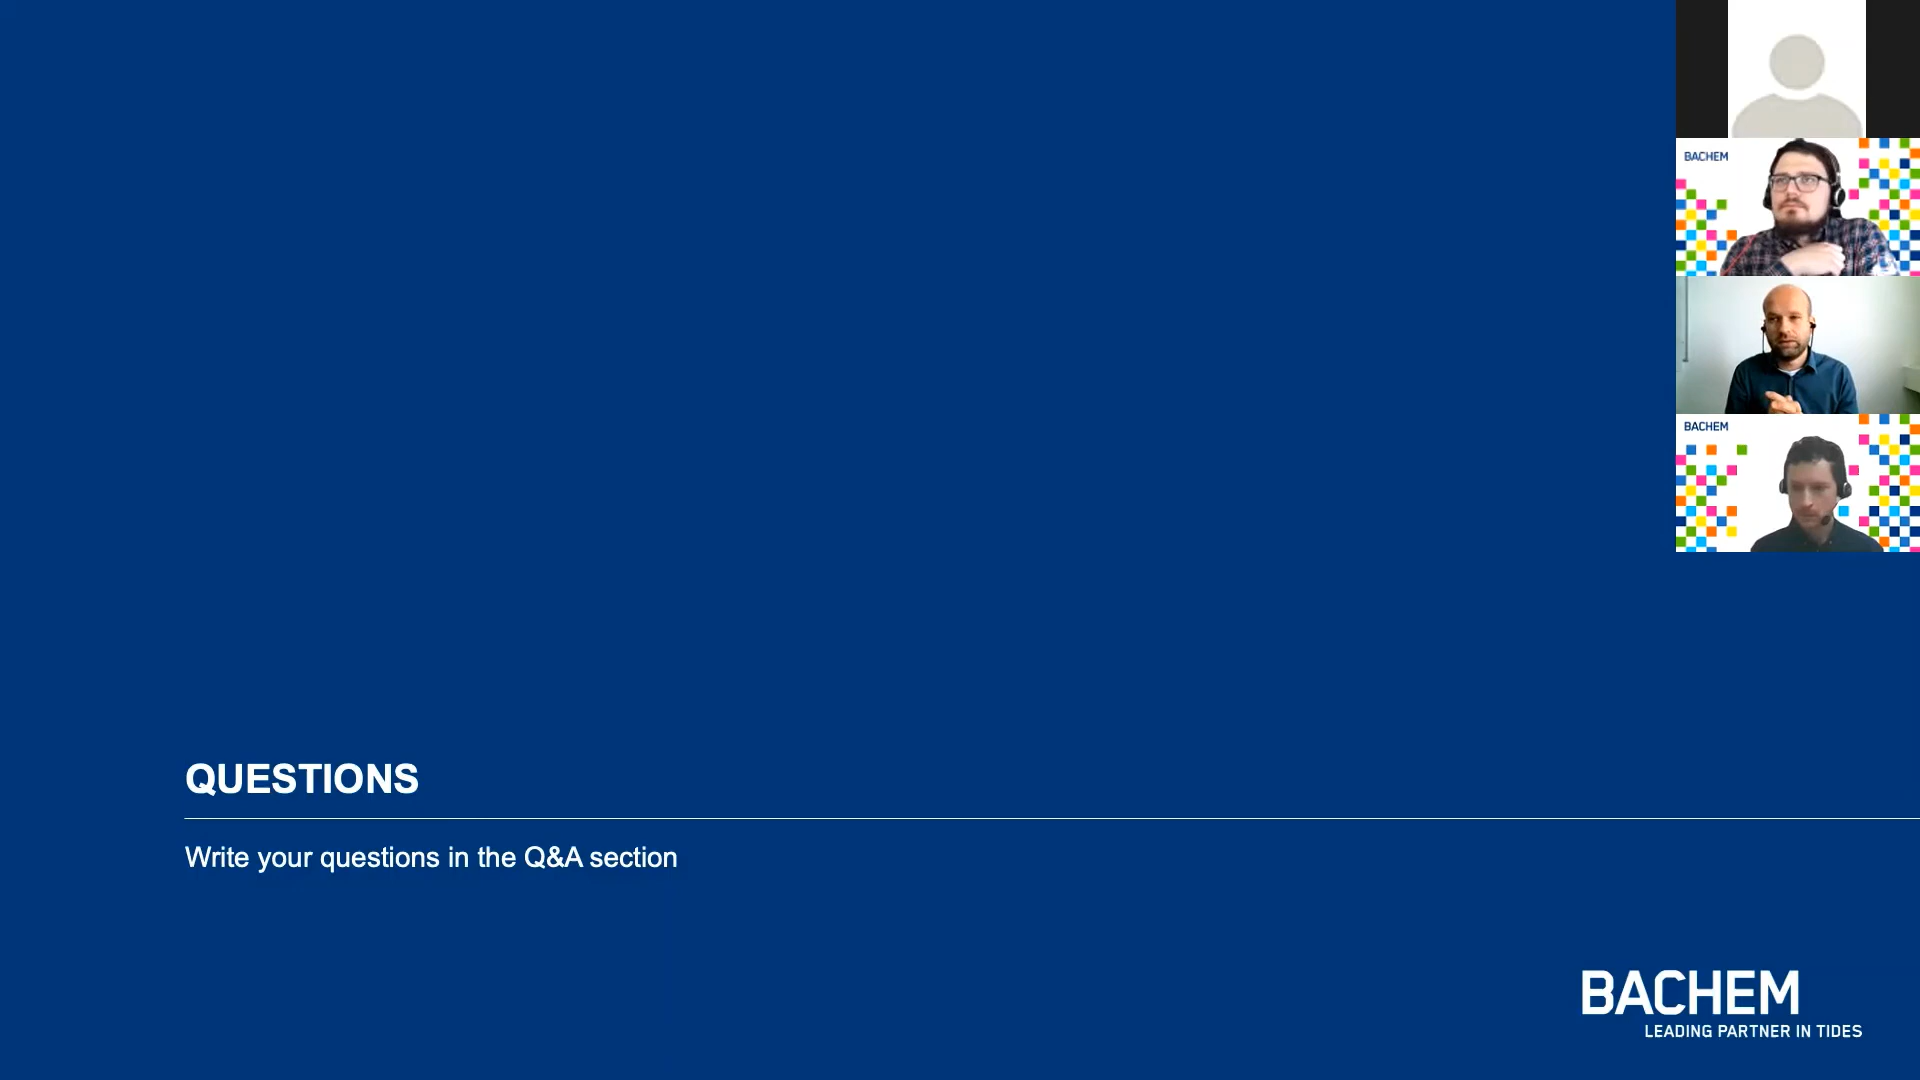 BACHEM
BACHEM
QUESTIONS
Write your questions in the Q&A section
BACHEM
LEADING PARTNER IN TIDES